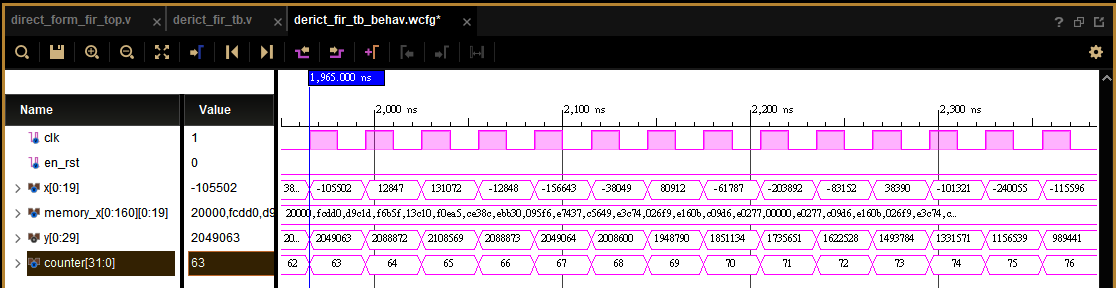 direct_form_fir_top.v × derict_fir_tb.v × derict_fir_tb_behav.wcfg* ×
1,965.000 ns
Name Value 2,000 ns 2,100 ns 2,200 ns 2,300 ns
clk 1
en_rst 0
x[0:19] -105502 38... -105502 12847 131072 -12848 -156643 -38049 80912 -61787 -203892 -83152 38390 -101321 -240055 -115596
memory_x[0:160][0:19] 20000,fcdd0,d9 20000,fcdd0,d9c1d,f6b5f,13c10,f0ea5,ce38c,ebb30,095f6,e7437,c5649,e3c74,026f9,e160b,c09d6,e0277,00000,e0277,c09d6,e160b,026f9,e3c74,c...
y[0:29] 2049063 20... 2049063 2088872 2108569 2088873 2049064 2008600 1948790 1851134 1735651 1622528 1493784 1331571 1156539 989441
counter[31:0] 63 62 63 64 65 66 67 68 69 70 71 72 73 74 75 76